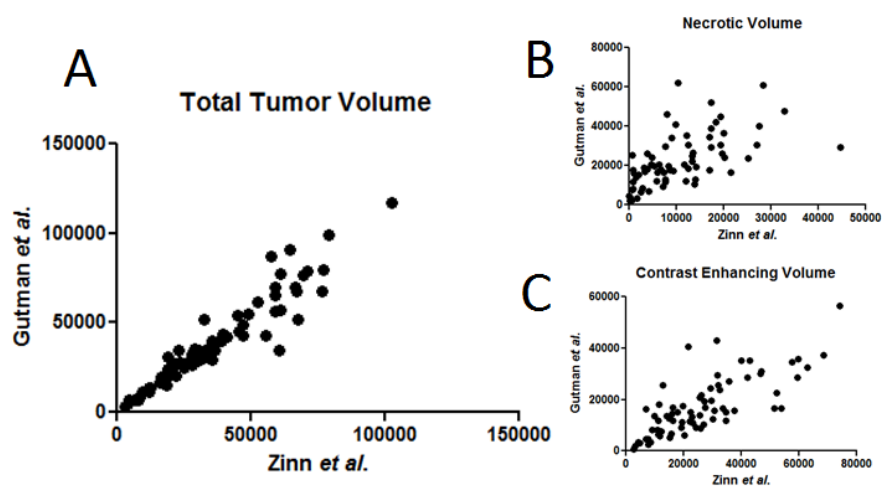 A
Total Tumor Volume
150000
100000
50000
0
Gutman et al.
0 50000 100000 150000
Zinn et al.
B
Necrotic Volume
80000
60000
40000
20000
0
Gutman et al.
0 10000 20000 30000 40000 50000
Zinn et al.
C
Contrast Enhancing Volume
60000
40000
20000
0
Gutman et al.
0 20000 40000 60000 80000
Zinn et al.